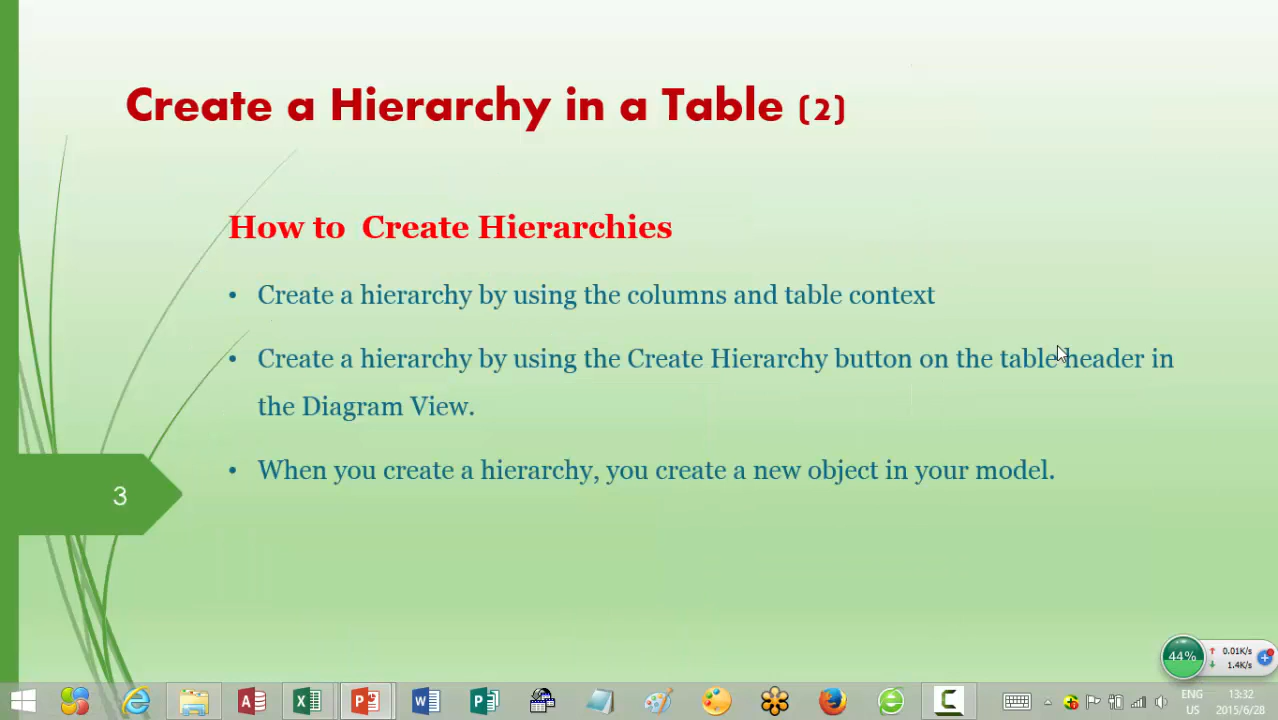 Create a Hierarchy in a Table (2)
How to Create Hierarchies
• Create a hierarchy by using the columns and table context
• Create a hierarchy by using the Create Hierarchy button on the table header in
the Diagram View.
• When you create a hierarchy, you create a new object in your model.
3
44%
0.01K/s
1.4K/s
ENG
US
13:32
2015/6/28